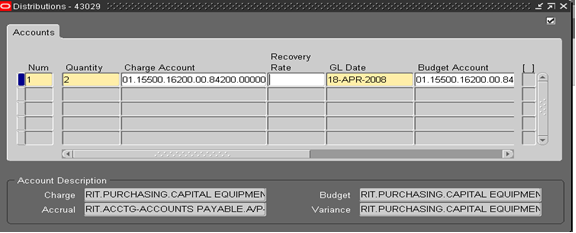 Distributions - 43029
Accounts
Recovery
Num Quantity Charge Account Rate GL Date Budget Account [ ]
1 2 01.15500.16200.00.84200.00000 18-APR-2008 01.15500.16200.00.84
Account Description
Charge RIT.PURCHASING.CAPITAL EQUIPMEN Budget RIT.PURCHASING.CAPITAL EQUIPMEN
Accrual RIT.ACCTG-ACCOUNTS PAYABLE.A/P- Variance RIT.PURCHASING.CAPITAL EQUIPMEN